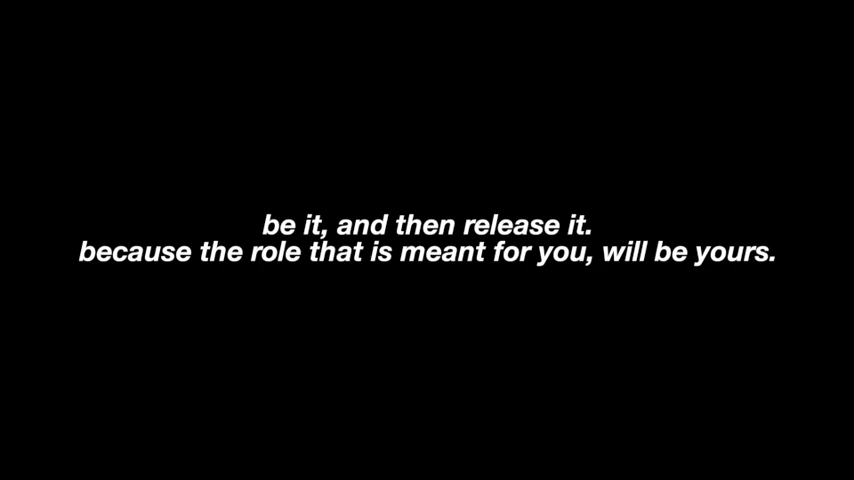 be it, and then release it.
because the role that is meant for you, will be yours.